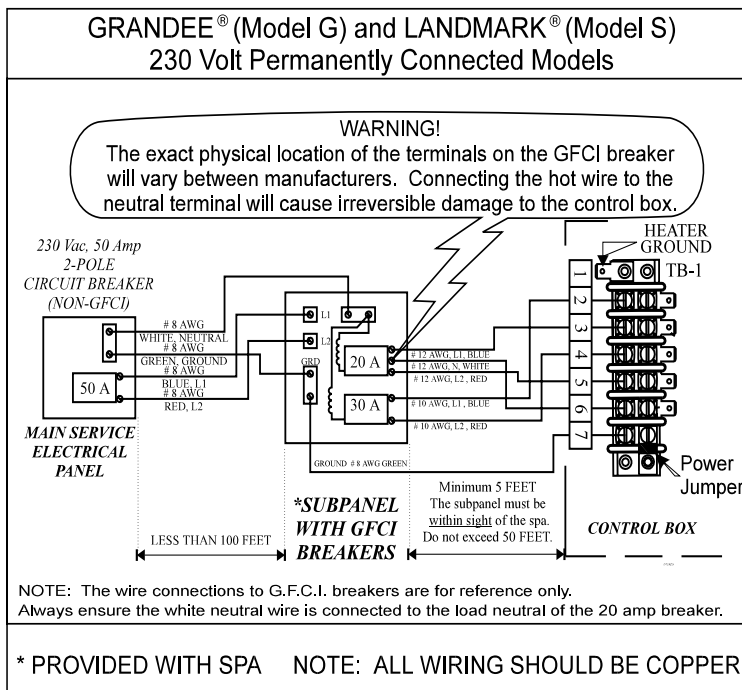 GRANDEE® (Model G) and LANDMARK® (Model S)
230 Volt Permanently Connected Models
WARNING!
The exact physical location of the terminals on the GFCI breaker
will vary between manufacturers. Connecting the hot wire to the
neutral terminal will cause irreversible damage to the control box.
230 Vac, 50 Amp
2-POLE
CIRCUIT BREAKER
(NON-GFCI)
HEATER
GROUND
TB-1
1
2
3
4
5
6
7
# 8 AWG
WHITE, NEUTRAL
# 8 AWG
GREEN, GROUND
# 8 AWG
BLUE, L1
# 8 AWG
RED, L2
50 A
MAIN SERVICE
ELECTRICAL
PANEL
L1
L2
GRD
20 A
30 A
# 12 AWG, L1, BLUE
# 12 AWG, N, WHITE
# 12 AWG, L2, RED
# 10 AWG, L1, BLUE
# 10 AWG, L2, RED
GROUND # 8 AWG GREEN
Power
Jumper
*SUBPANEL
WITH GFCI
BREAKERS
LESS THAN 100 FEET
Minimum 5 FEET
The subpanel must be
within sight of the spa.
Do not exceed 50 FEET.
CONTROL BOX
NOTE: The wire connections to G.F.C.I. breakers are for reference only.
Always ensure the white neutral wire is connected to the load neutral of the 20 amp breaker.
* PROVIDED WITH SPA NOTE: ALL WIRING SHOULD BE COPPER